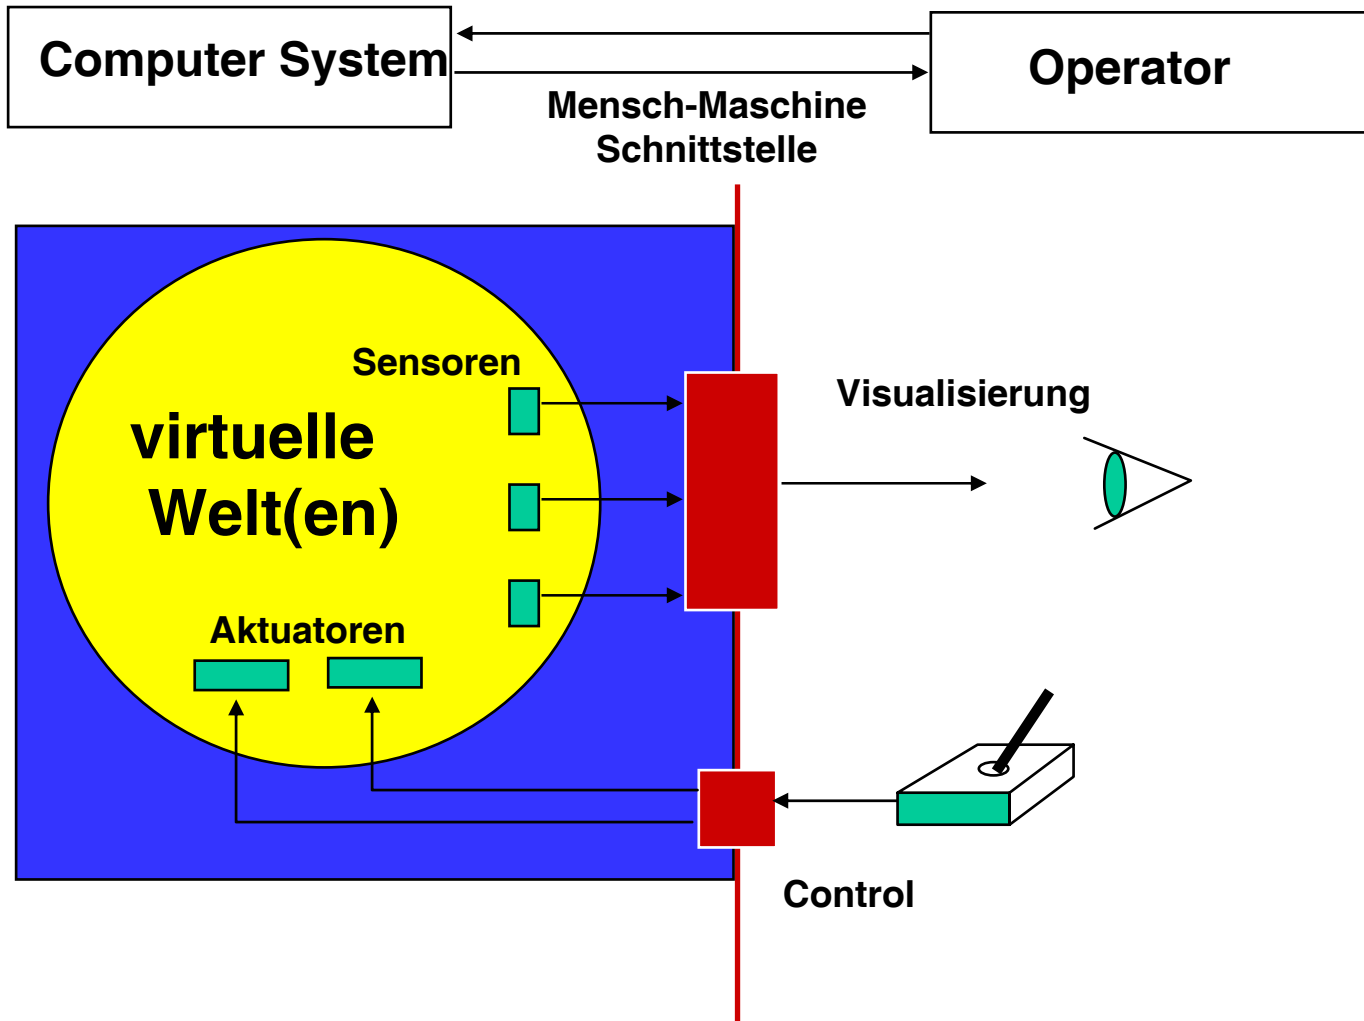 Computer System
Operator
Mensch-Maschine
Schnittstelle
Sensoren
Visualisierung
virtuelle
Welt(en)
Aktuatoren
Control